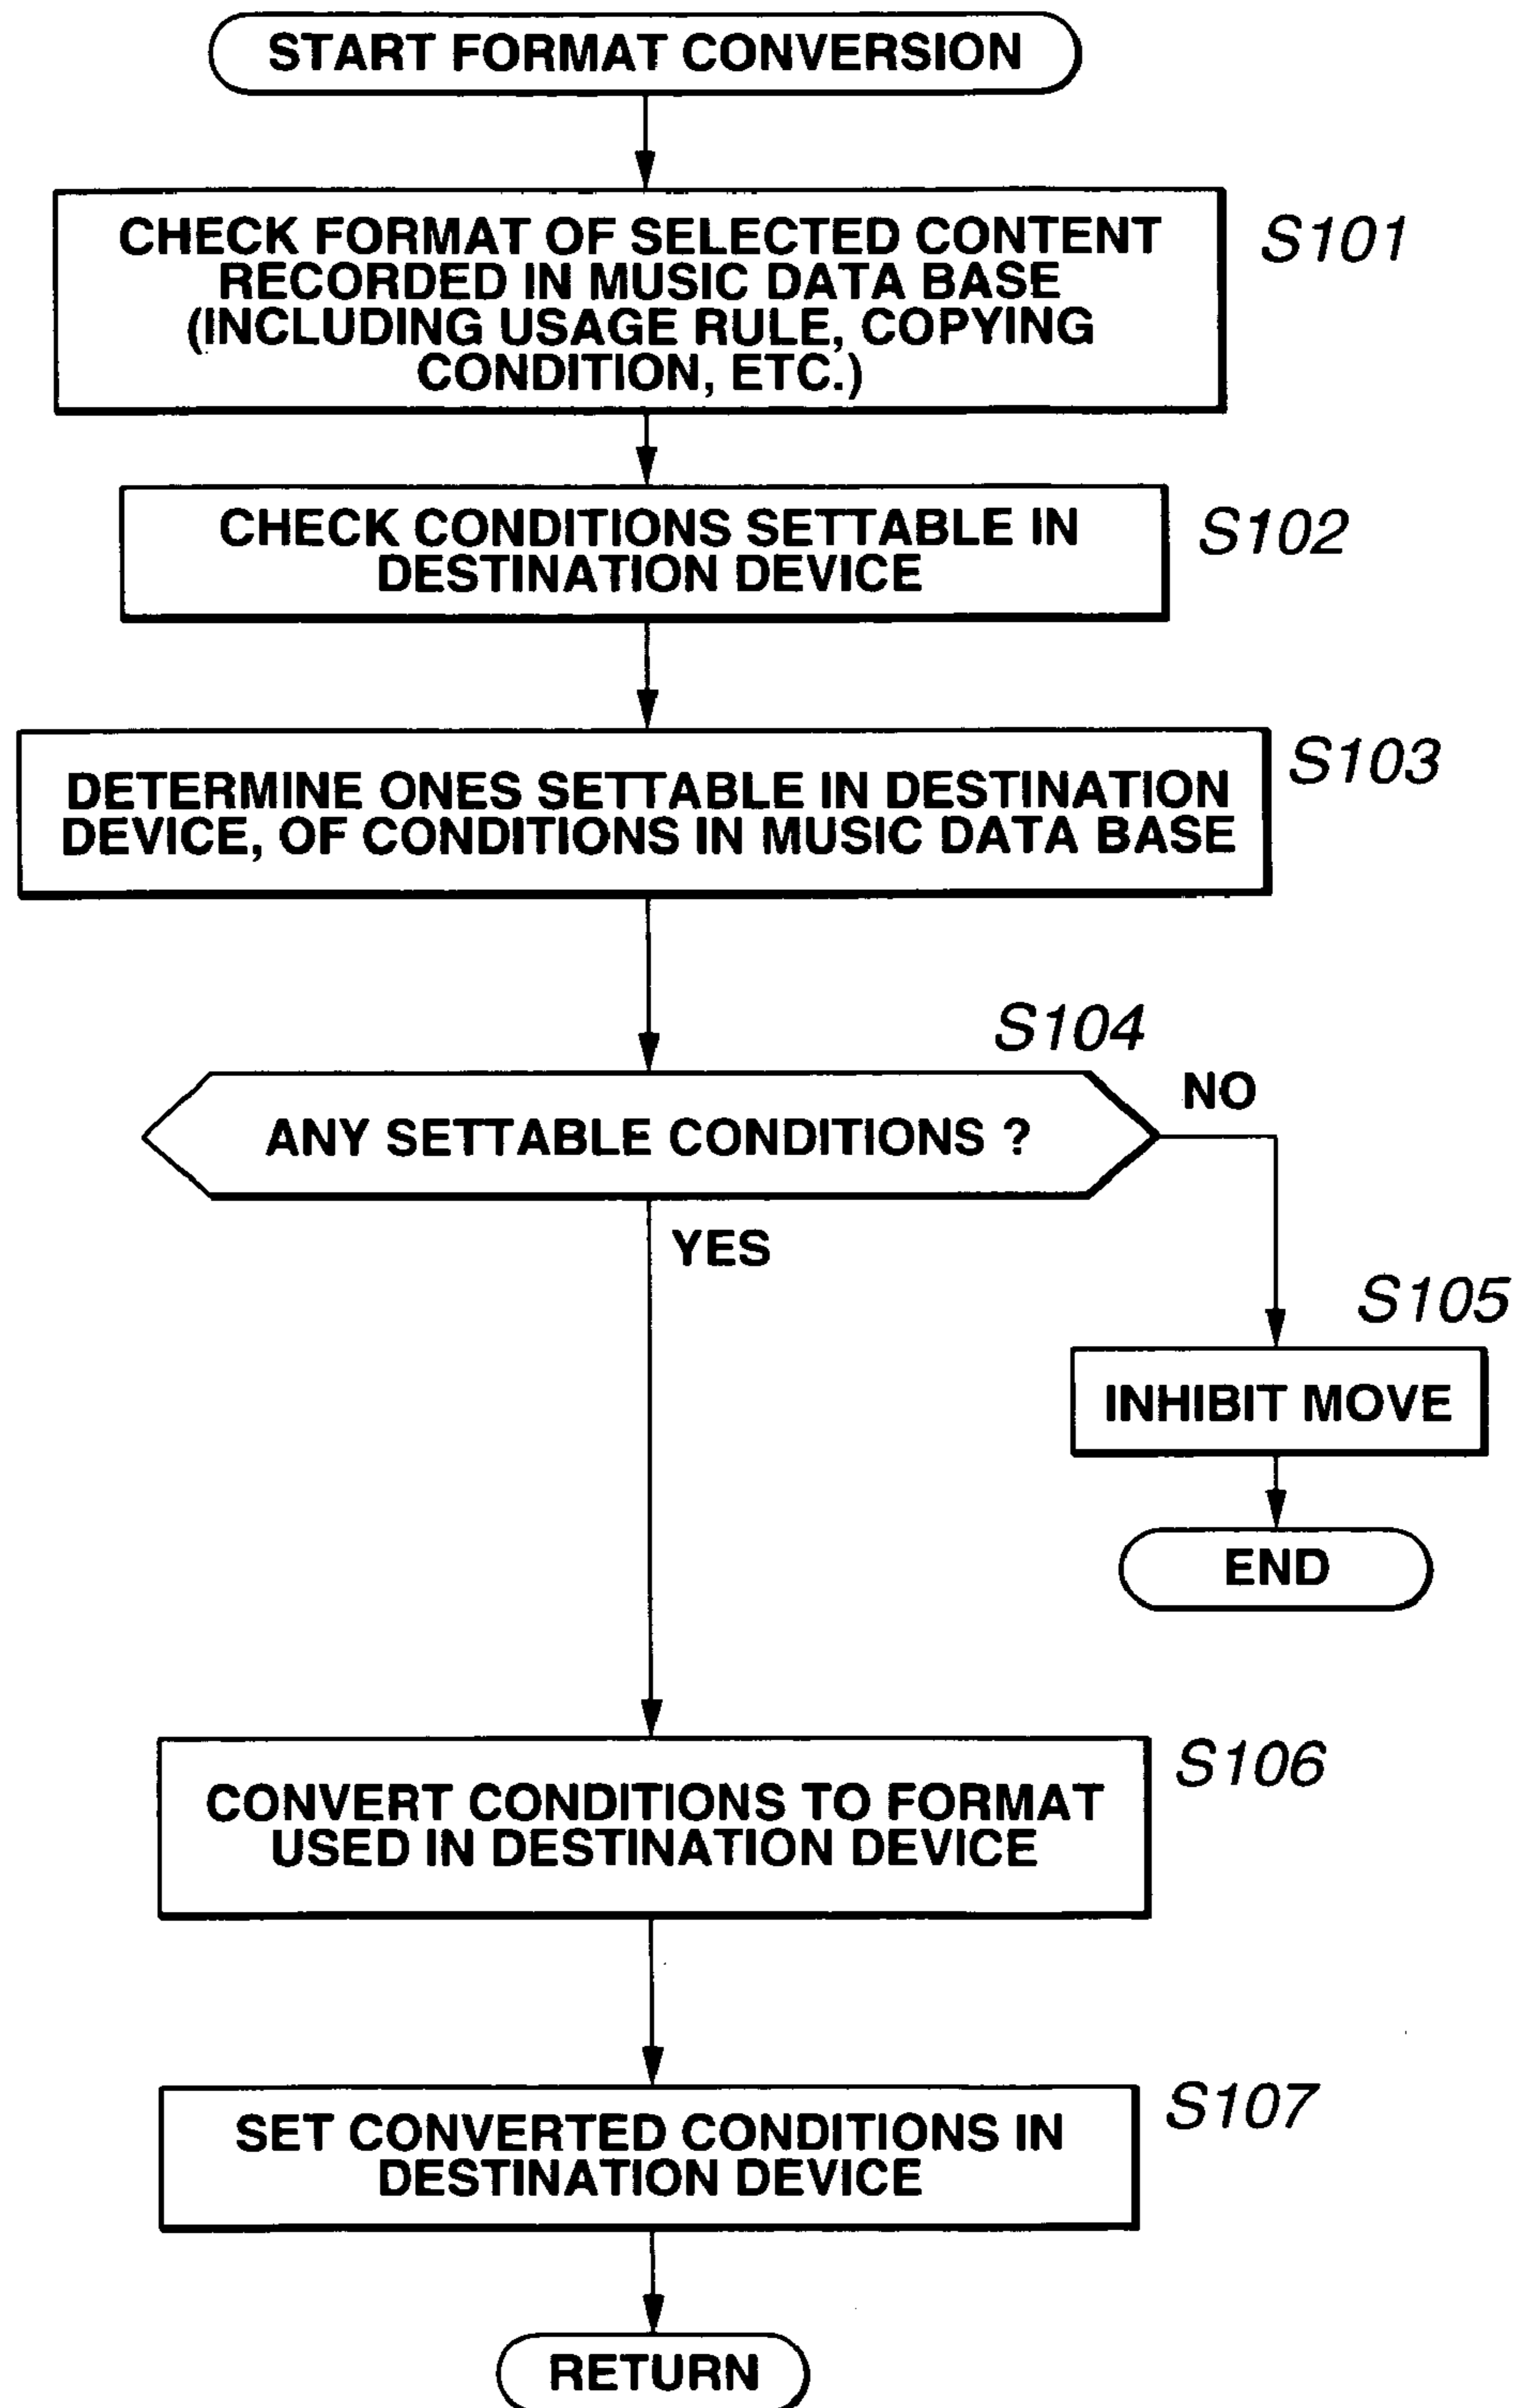 START FORMAT CONVERSION
CHECK FORMAT OF SELECTED CONTENT
RECORDED IN MUSIC DATA BASE
(INCLUDING USAGE RULE, COPYING
CONDITION, ETC.)
S101
CHECK CONDITIONS SETTABLE IN
DESTINATION DEVICE
S102
DETERMINE ONES SETTABLE IN DESTINATION
DEVICE, OF CONDITIONS IN MUSIC DATA BASE
S103
S104
ANY SETTABLE CONDITIONS ?
NO
YES
S105
INHIBIT MOVE
END
S106
CONVERT CONDITIONS TO FORMAT
USED IN DESTINATION DEVICE
S107
SET CONVERTED CONDITIONS IN
DESTINATION DEVICE
RETURN